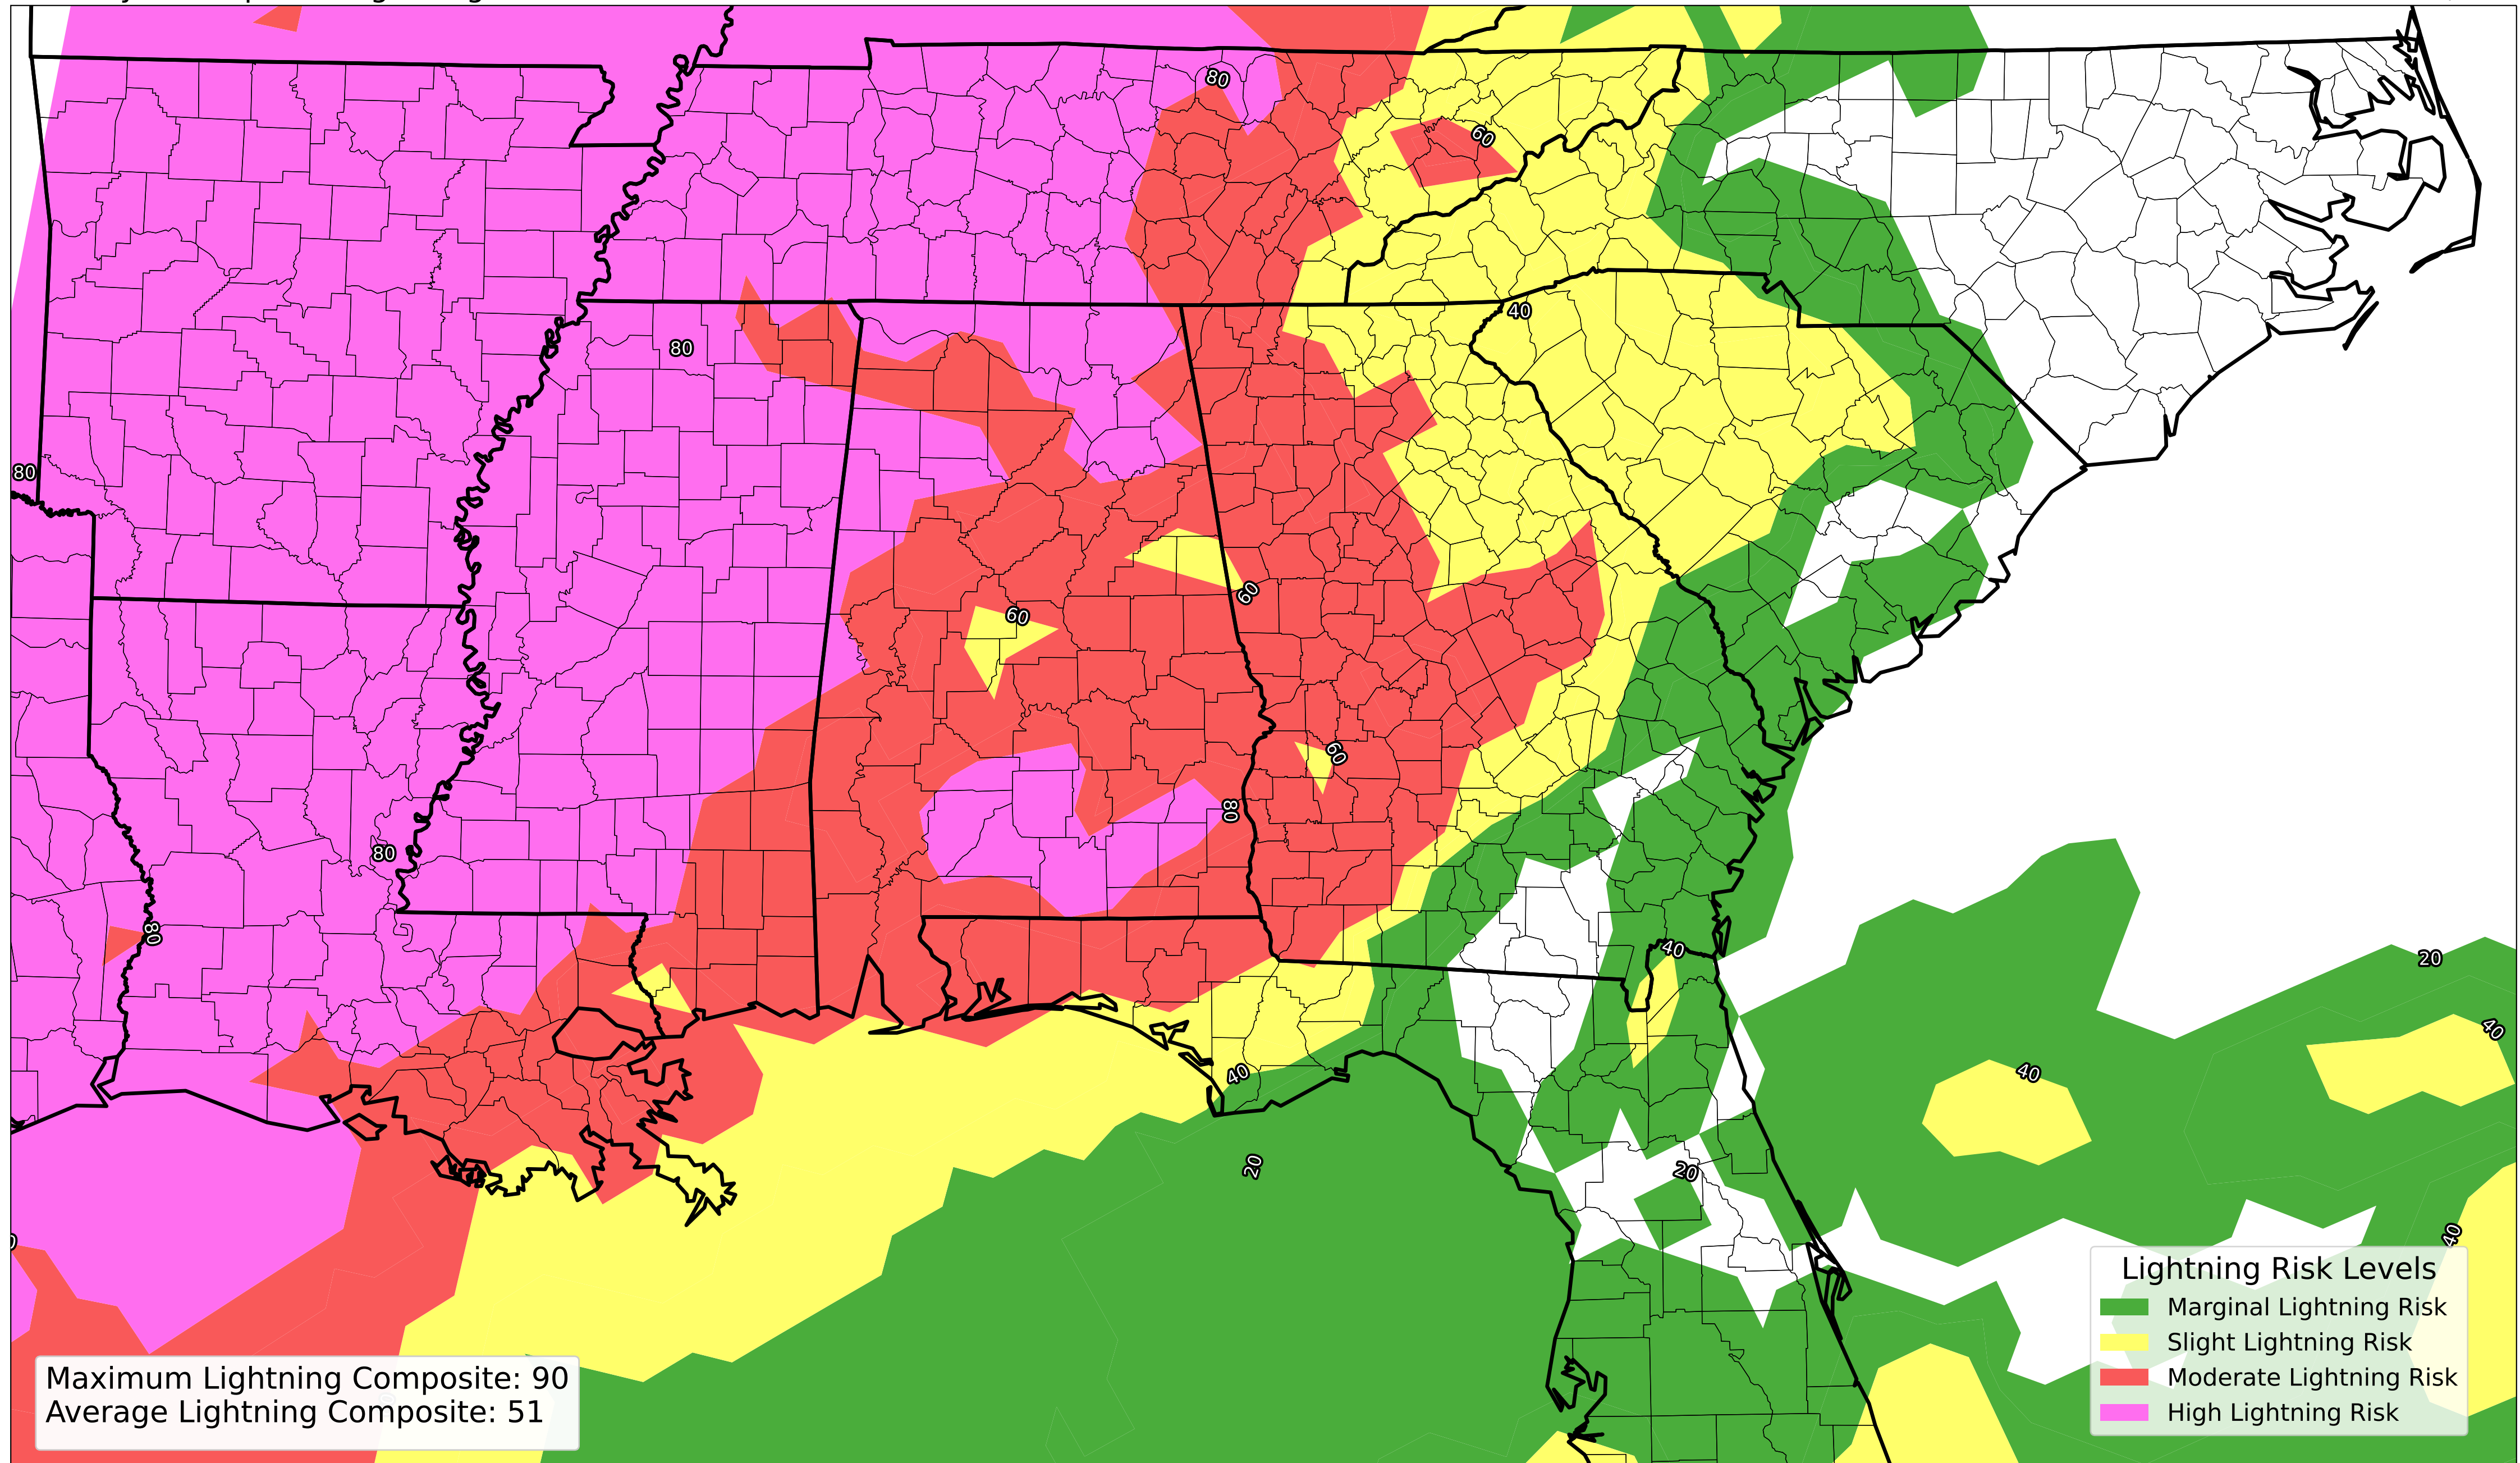 80
60
40
80
80
60
60
60
80
80
80
40
20
40
40
40
20
20
40
Lightning Risk Levels
Marginal Lightning Risk
Slight Lightning Risk
Moderate Lightning Risk
High Lightning Risk
Maximum Lightning Composite: 90
Average Lightning Composite: 51